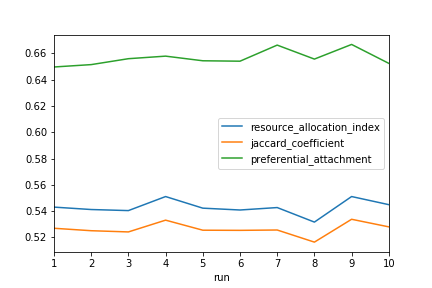 0.66
0.64
0.62
0.60
0.58
0.56
0.54
0.52
resource_allocation_index
jaccard_coefficient
preferential_attachment
1 2 3 4 5 6 7 8 9 10
run